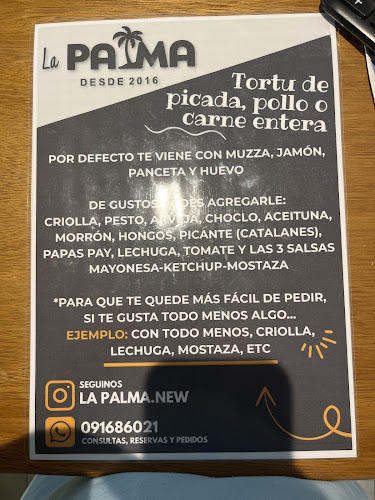 La PALMA
DESDE 2016
Tortu de
picada, pollo o
carne entera
POR DEFECTO TE VIENE CON MUZZA, JAMÓN,
PANCETA Y HUEVO
DE GUSTOS PODES AGREGARLE:
CRIOLLA, PESTO, ARVEJA, CHOCLO, ACEITUNA,
MORRÓN, HONGOS, PICANTE (CATALANES),
PAPAS PAY, LECHUGA, TOMATE Y LAS 3 SALSAS
MAYONESA-KETCHUP-MOSTAZA
*PARA QUE TE QUEDE MÁS FÁCIL DE PEDIR,
SI TE GUSTA TODO MENOS ALGO...
EJEMPLO: CON TODO MENOS, CRIOLLA,
LECHUGA, MOSTAZA, ETC
SEGUINOS
LA PALMA.NEW
091686021
CONSULTAS, RESERVAS Y PEDIDOS